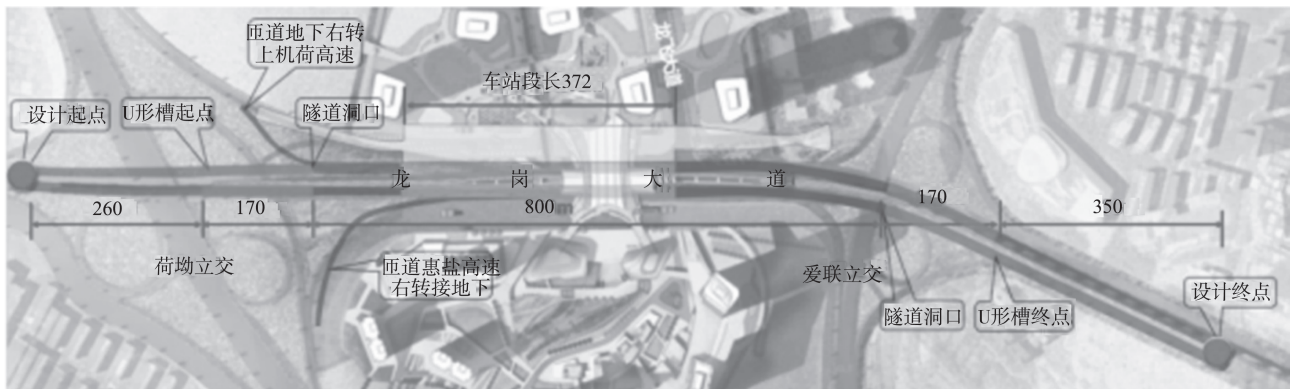 匝道地下右转
上机荷高速
车站段长372
设计起点
U形槽起点
隧道洞口
龙岗大道
260
170
800
170
350
荷坳立交
匝道惠盐高速
右转接地下
爱联立交
隧道洞口
U形槽终点
设计终点